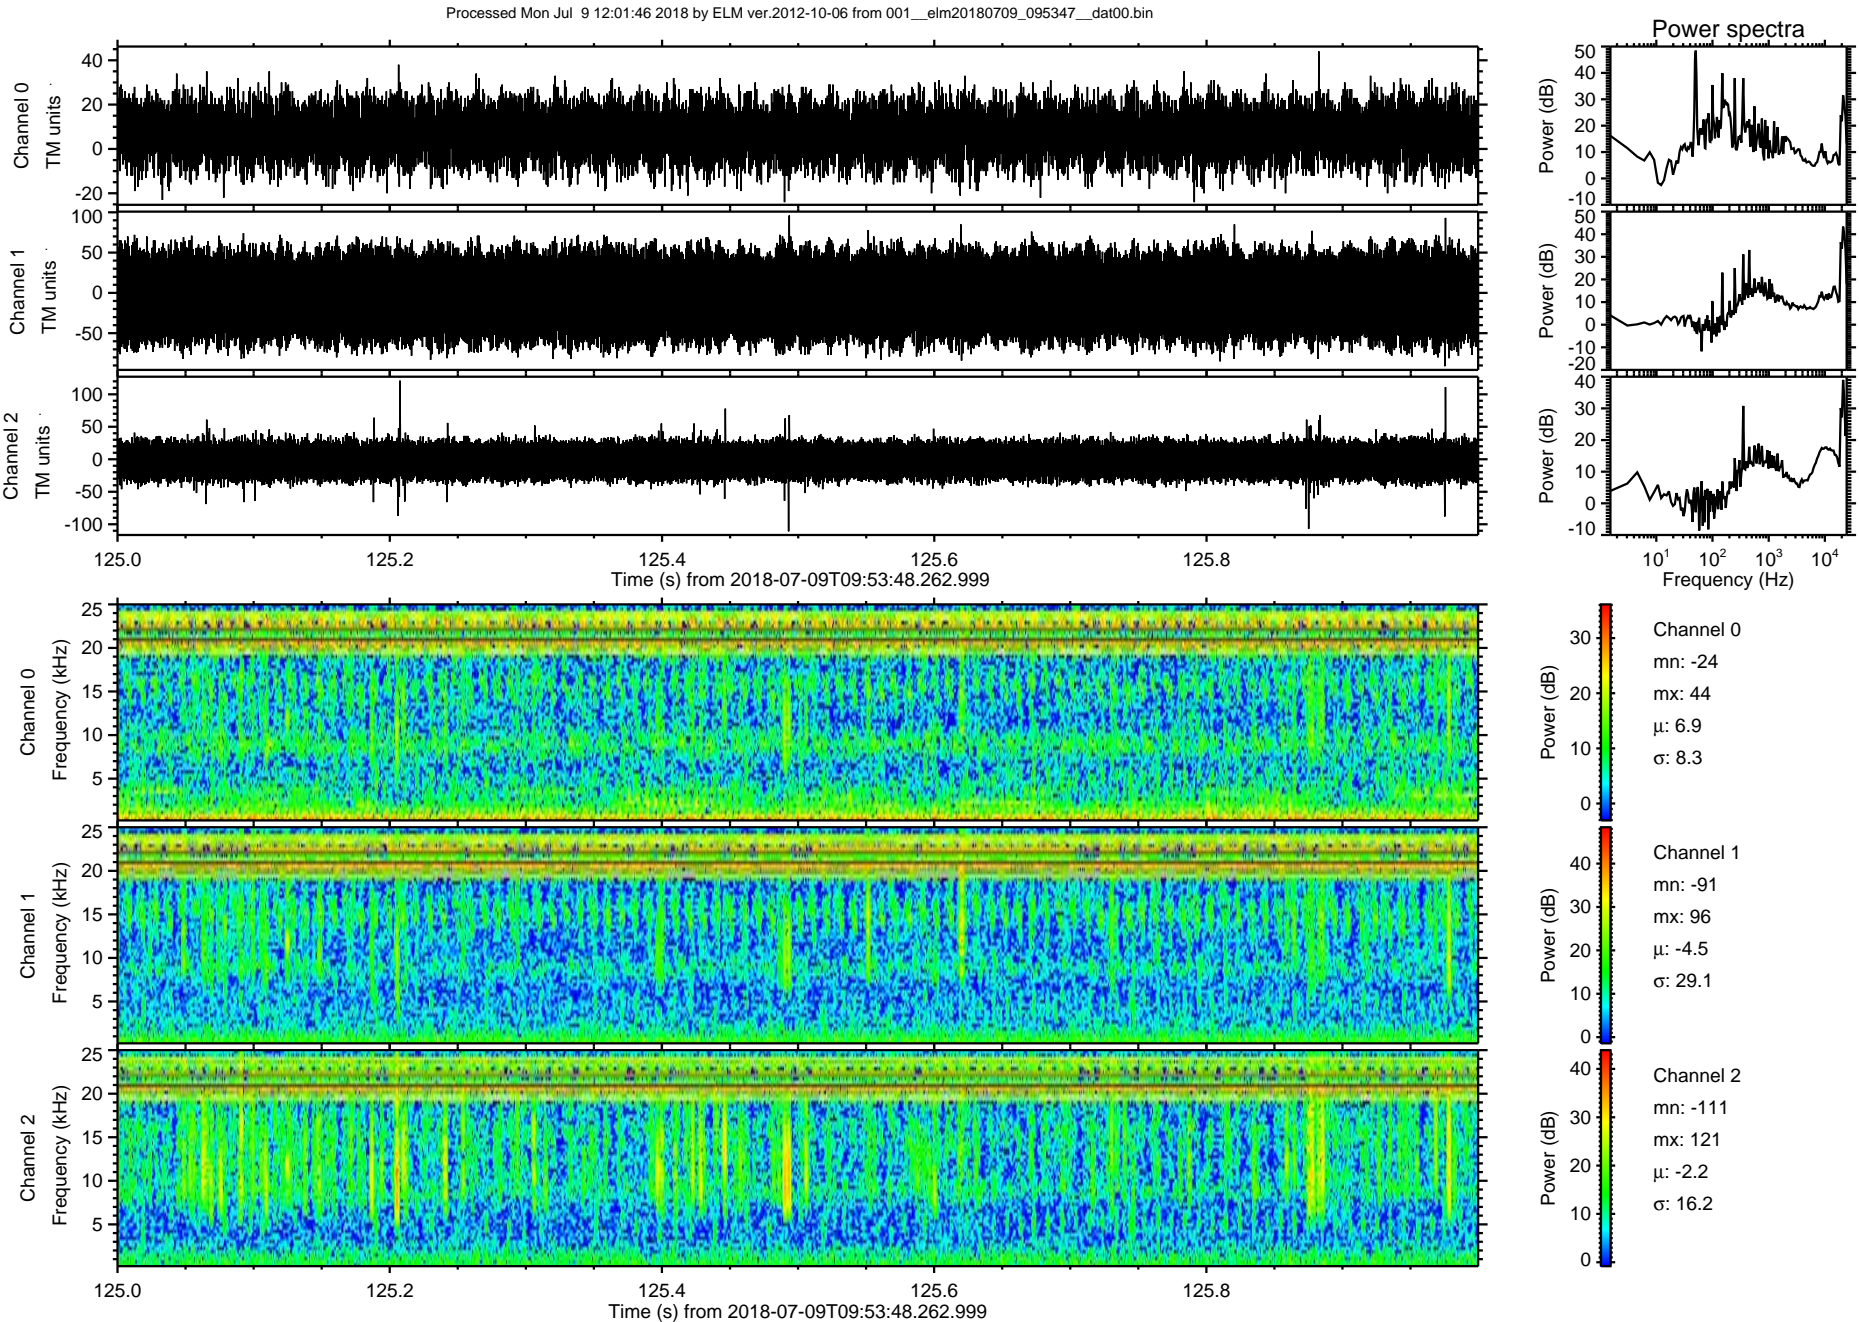 Processed Mon Jul 9 12:01:46 2018 by ELM ver.2012-10-06 from 001__elm20180709_095347__dat00.bin
Power spectra
Channel 0
TM units
40
20
0
-20
Power (dB)
50
40
30
20
10
0
-10
Channel 1
TM units
100
50
0
-50
Power (dB)
50
40
30
20
10
0
-10
-20
Channel 2
TM units
100
50
0
-50
-100
Power (dB)
40
30
20
10
0
-10
125.0 125.2 125.4 125.6 125.8
Time (s) from 2018-07-09T09:53:48.262.999
10^1 10^2 10^3 10^4
Frequency (Hz)
Channel 0
Frequency (kHz)
25
20
15
10
5
Power (dB)
30
20
10
0
Channel 0
mn: -24
mx: 44
μ: 6.9
σ: 8.3
Channel 1
Frequency (kHz)
25
20
15
10
5
Power (dB)
40
30
20
10
0
Channel 1
mn: -91
mx: 96
μ: -4.5
σ: 29.1
Channel 2
Frequency (kHz)
25
20
15
10
5
Power (dB)
40
30
20
10
0
Channel 2
mn: -111
mx: 121
μ: -2.2
σ: 16.2
125.0 125.2 125.4 125.6 125.8
Time (s) from 2018-07-09T09:53:48.262.999